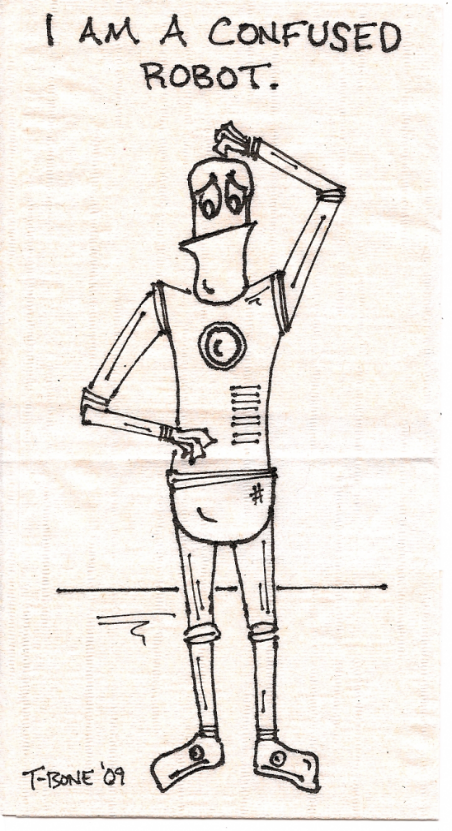 I AM A CONFUSED
ROBOT.
#
T-BONE '09